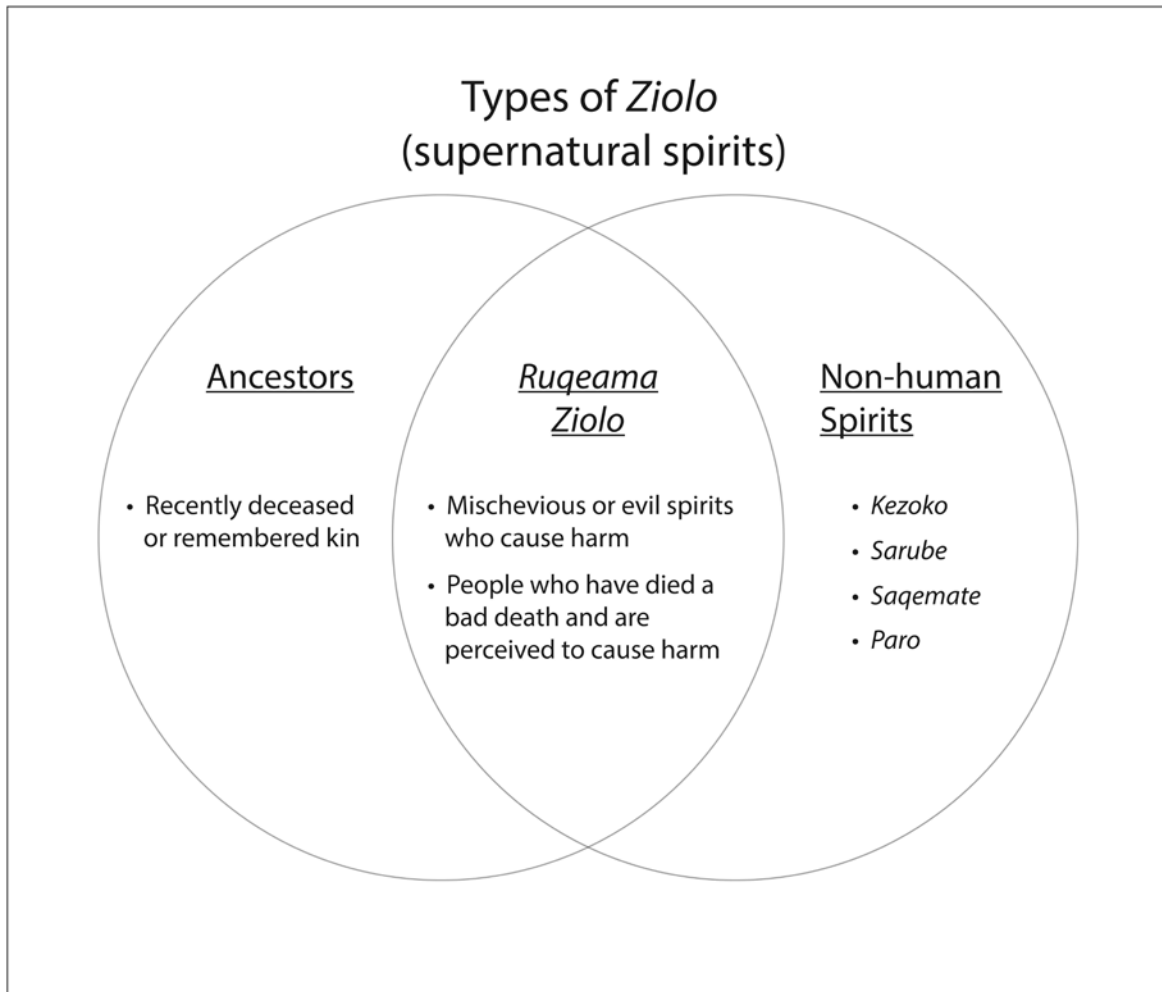 Types of Ziolo
(supernatural spirits)
Ancestors
• Recently deceased
or remembered kin
Ruqeama
Ziolo
• Mischevious or evil spirits
who cause harm
• People who have died a
bad death and are
perceived to cause harm
Non-human
Spirits
• Kezoko
• Sarube
• Saqemate
• Paro